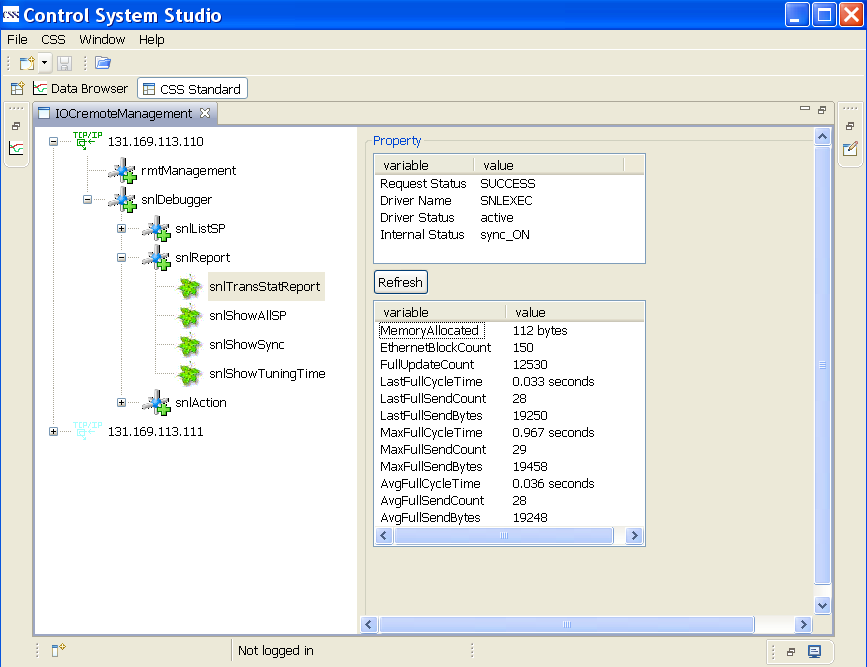 CSS Control System Studio
File CSS Window Help
Data Browser CSS Standard
IOCremoteManagement
TCP/IP 131.169.113.110
rmtManagement
snlDebugger
snlListSP
snlReport
snlTransStatReport
snlShowAllSP
snlShowSync
snlShowTuningTime
snlAction
TCP/IP 131.169.113.111
Property
variable value
Request Status SUCCESS
Driver Name SNLEXEC
Driver Status active
Internal Status sync_ON
Refresh
variable value
MemoryAllocated 112 bytes
EthernetBlockCount 150
FullUpdateCount 12530
LastFullCycleTime 0.033 seconds
LastFullSendCount 28
LastFullSendBytes 19250
MaxFullCycleTime 0.967 seconds
MaxFullSendCount 29
MaxFullSendBytes 19458
AvgFullCycleTime 0.036 seconds
AvgFullSendCount 28
AvgFullSendBytes 19248
Not logged in